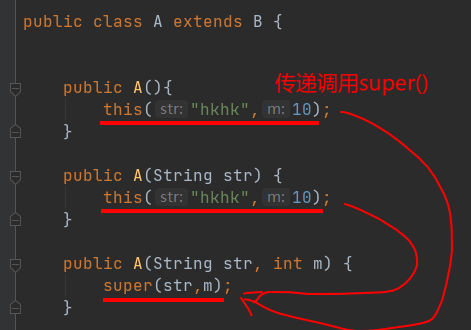 public class A extends B {
public A(){
传递调用super()
this( str: "hkhk", m: 10);
}
public A(String str) {
this( str: "hkhk", m: 10);
}
public A(String str, int m) {
super(str,m);
}